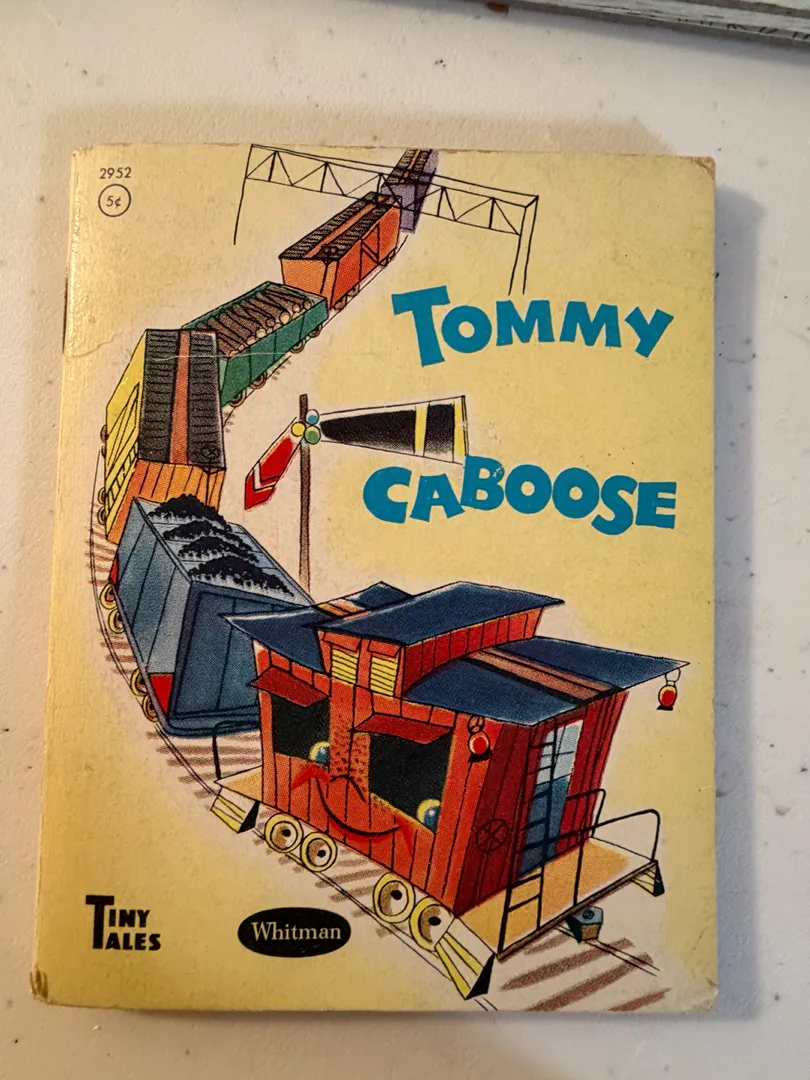 2952
5¢
TOMMY
CABOOSE
TINY
TALES
Whitman